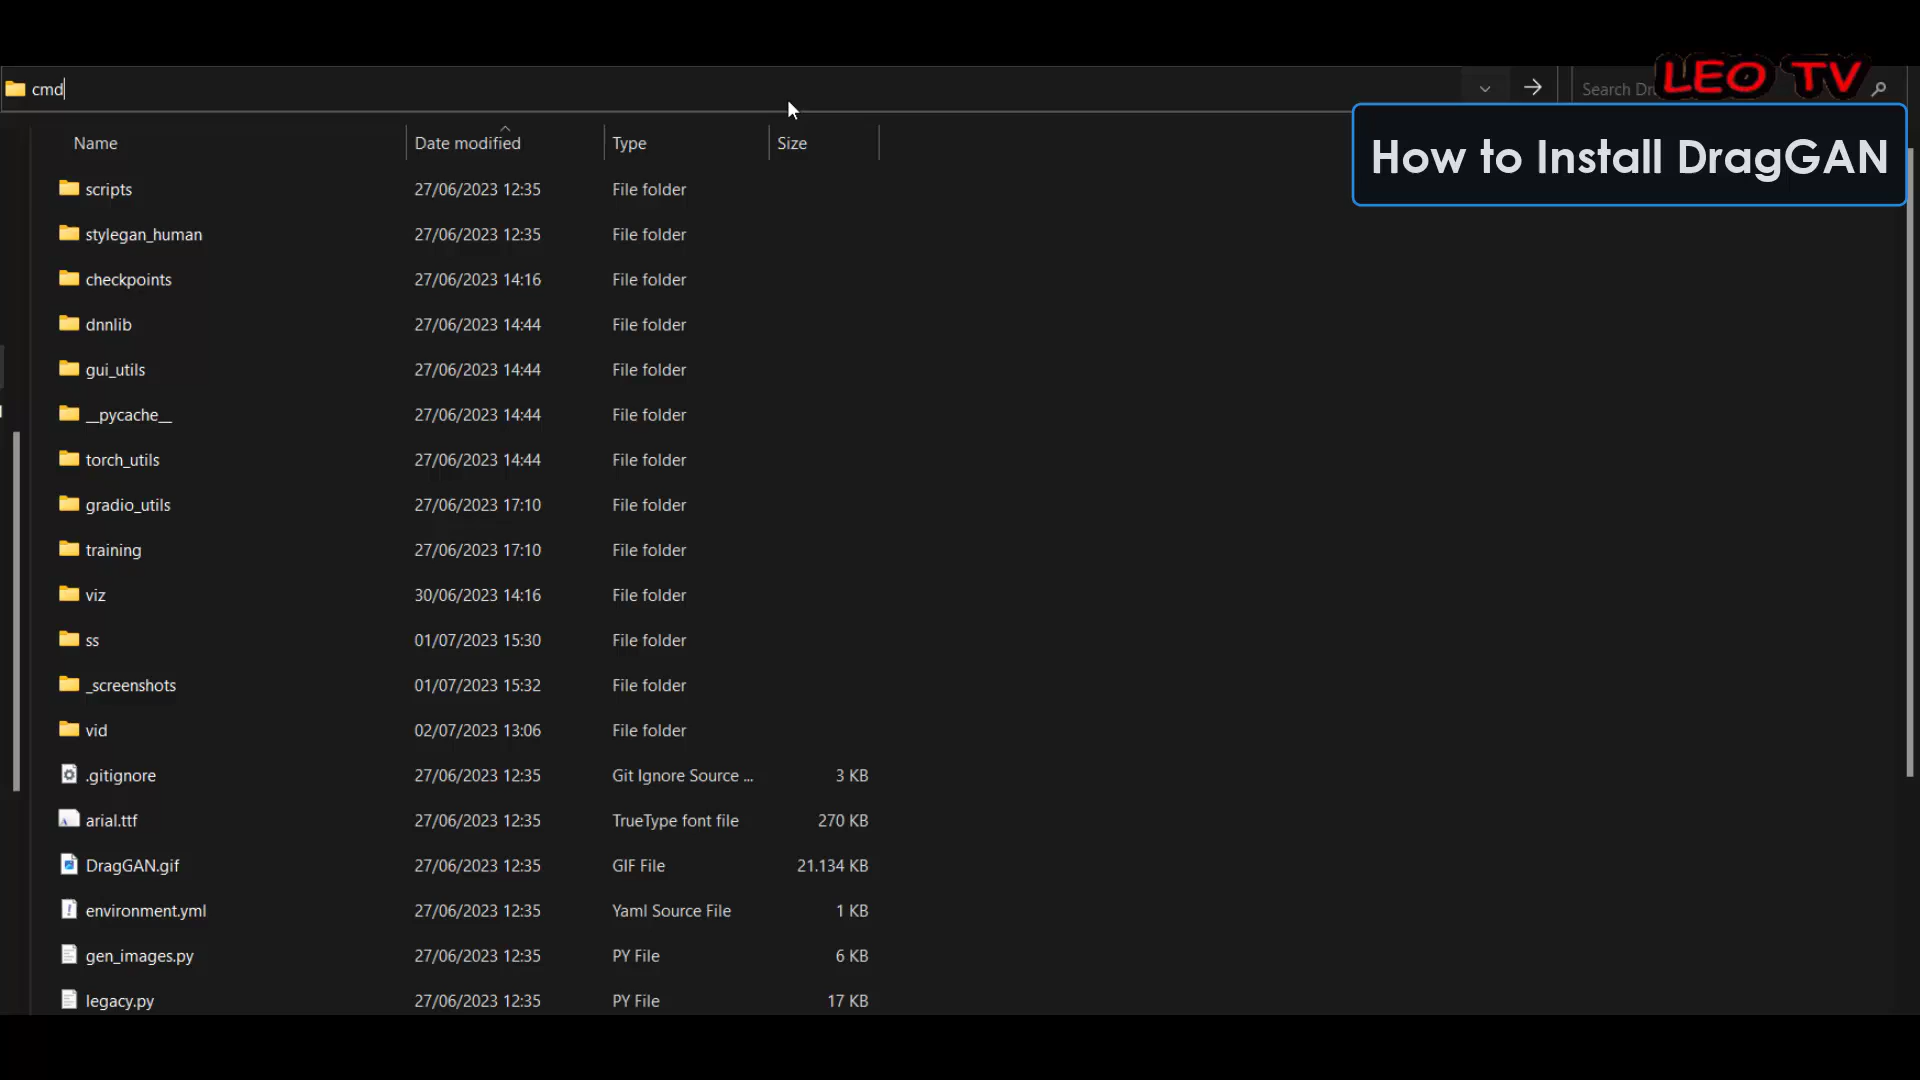 cmd
Search Dr
LEO TV
How to Install DragGAN
Name Date modified Type Size
scripts 27/06/2023 12:35 File folder
stylegan_human 27/06/2023 12:35 File folder
checkpoints 27/06/2023 14:16 File folder
dnnlib 27/06/2023 14:44 File folder
gui_utils 27/06/2023 14:44 File folder
__pycache__ 27/06/2023 14:44 File folder
torch_utils 27/06/2023 14:44 File folder
gradio_utils 27/06/2023 17:10 File folder
training 27/06/2023 17:10 File folder
viz 30/06/2023 14:16 File folder
ss 01/07/2023 15:30 File folder
_screenshots 01/07/2023 15:32 File folder
vid 02/07/2023 13:06 File folder
.gitignore 27/06/2023 12:35 Git Ignore Source ... 3 KB
arial.ttf 27/06/2023 12:35 TrueType font file 270 KB
DragGAN.gif 27/06/2023 12:35 GIF File 21.134 KB
environment.yml 27/06/2023 12:35 Yaml Source File 1 KB
gen_images.py 27/06/2023 12:35 PY File 6 KB
legacy.py 27/06/2023 12:35 PY File 17 KB